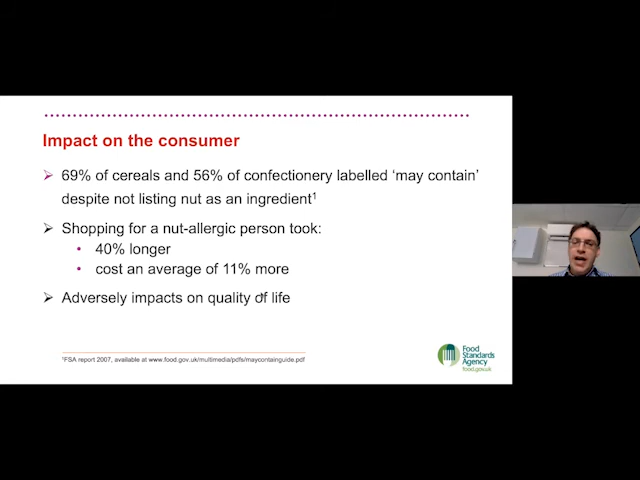 Impact on the consumer
➢ 69% of cereals and 56% of confectionery labelled ‘may contain’
despite not listing nut as an ingredient¹
➢ Shopping for a nut-allergic person took:
• 40% longer
• cost an average of 11% more
➢ Adversely impacts on quality of life
¹FSA report 2007, available at www.food.gov.uk/multimedia/pdfs/maycontainguide.pdf
Food
Standards
Agency
food.gov.uk